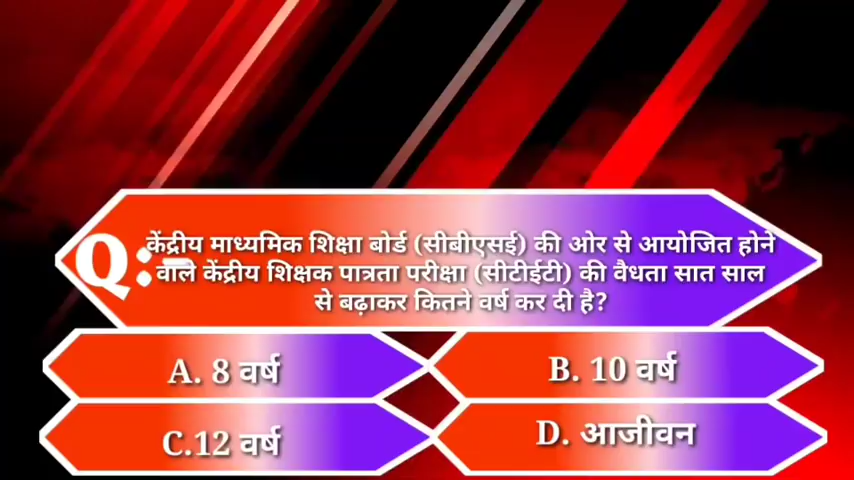 Q:-
केंद्रीय माध्यमिक शिक्षा बोर्ड (सीबीएसई) की ओर से आयोजित होने
वाले केंद्रीय शिक्षक पात्रता परीक्षा (सीटीईटी) की वैधता सात साल
से बढ़ाकर कितने वर्ष कर दी है?
A. 8 वर्ष
B. 10 वर्ष
C.12 वर्ष
D. आजीवन